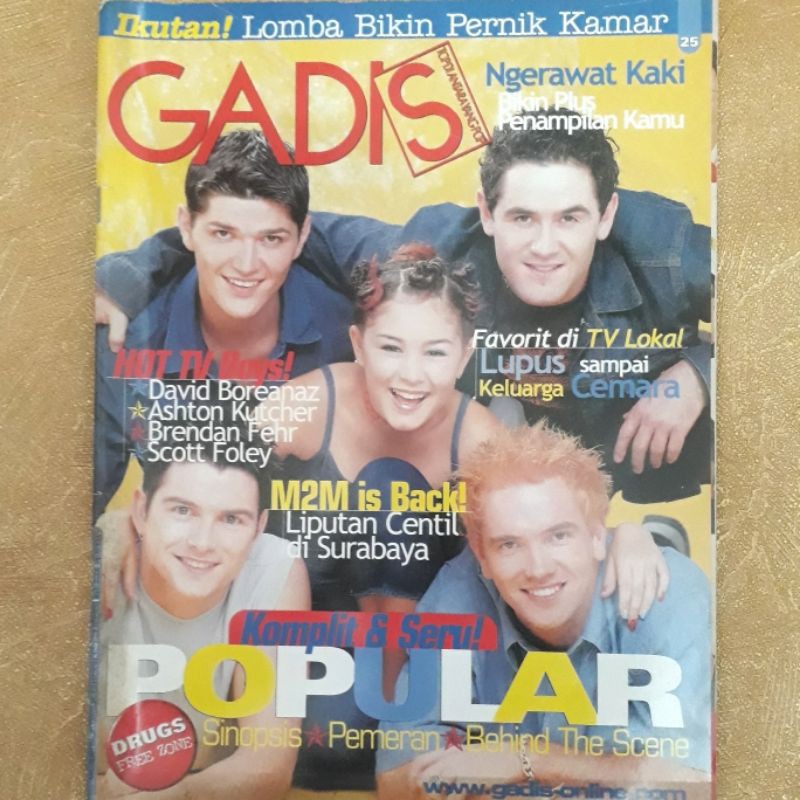 Ikutan! Lomba Bikin Pernik Kamar
25
GADIS
Ngerawat Kaki
Bikin Plus
Penampilan Kamu
Favorit di TV Lokal
Lupus sampai
Keluarga Cemara
HOT TV Boys!
David Boreanaz
Ashton Kutcher
Brendan Fehr
Scott Foley
M2M is Back!
Liputan Centil
di Surabaya
Komplit & Seru!
POPULAR
Sinopsis Pemeran Behind The Scene
DRUGS
FREE ZONE
www.gadis-online.com